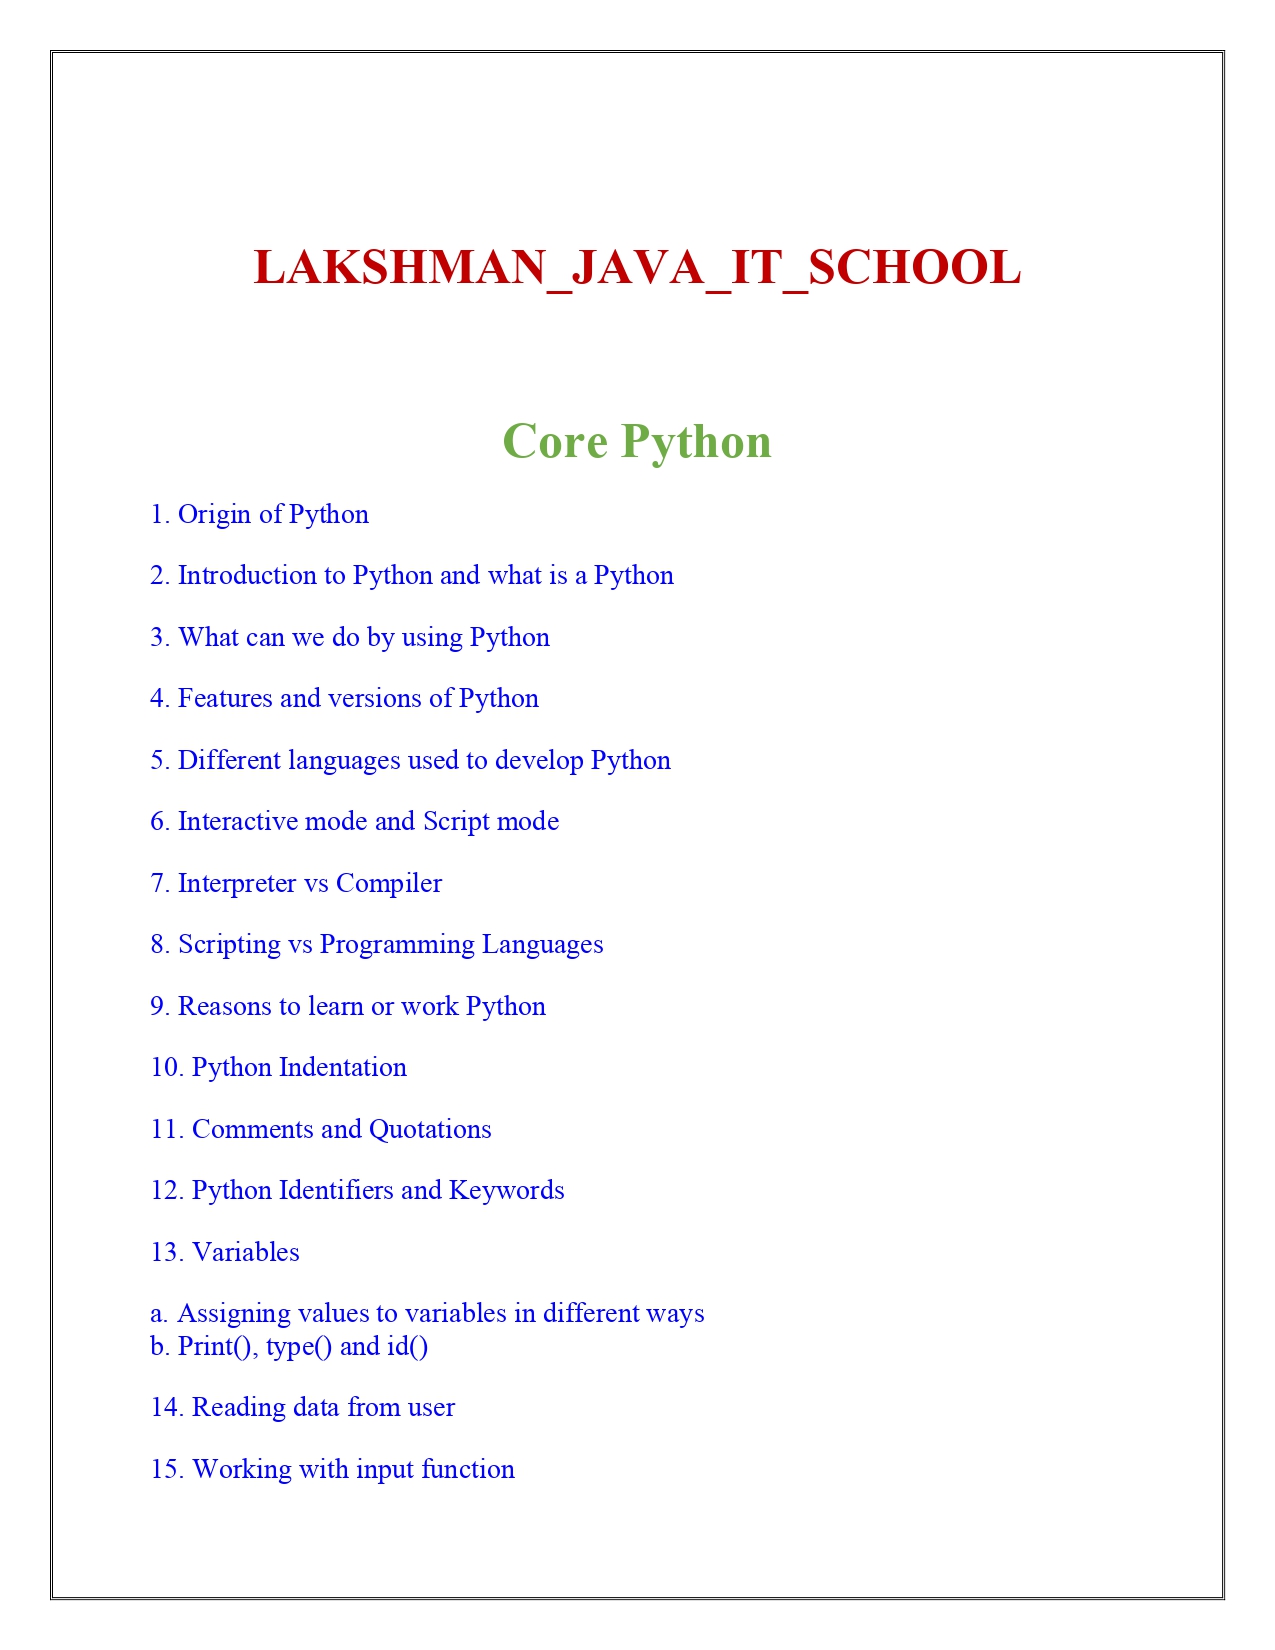 LAKSHMAN_JAVA_IT_SCHOOL
Core Python
1. Origin of Python
2. Introduction to Python and what is a Python
3. What can we do by using Python
4. Features and versions of Python
5. Different languages used to develop Python
6. Interactive mode and Script mode
7. Interpreter vs Compiler
8. Scripting vs Programming Languages
9. Reasons to learn or work Python
10. Python Indentation
11. Comments and Quotations
12. Python Identifiers and Keywords
13. Variables
a. Assigning values to variables in different ways
b. Print(), type() and id()
14. Reading data from user
15. Working with input function